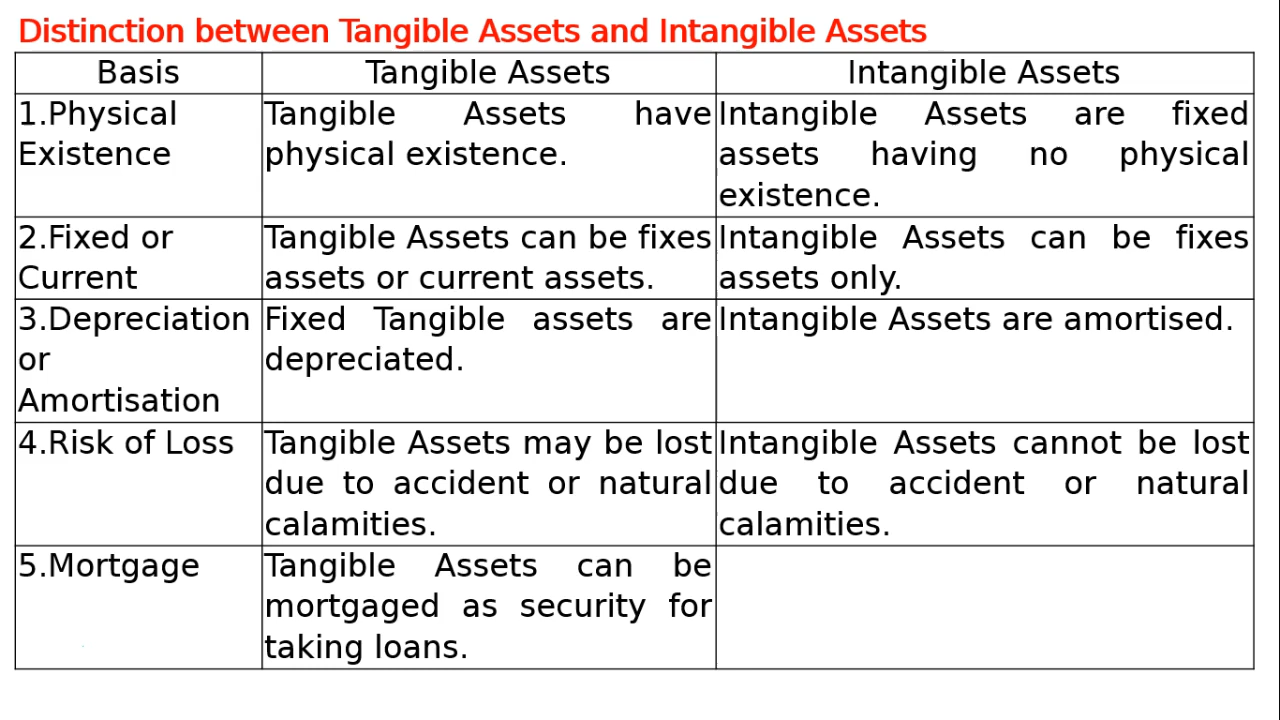 Distinction between Tangible Assets and Intangible Assets
Basis
Tangible Assets
Intangible Assets
1.Physical
Existence
Tangible Assets have
physical existence.
Intangible Assets are fixed
assets having no physical
existence.
2.Fixed or
Current
Tangible Assets can be fixes
assets or current assets.
Intangible Assets can be fixes
assets only.
3.Depreciation
or
Amortisation
Fixed Tangible assets are
depreciated.
Intangible Assets are amortised.
4.Risk of Loss
Tangible Assets may be lost
due to accident or natural
calamities.
Intangible Assets cannot be lost
due to accident or natural
calamities.
5.Mortgage
Tangible Assets can be
mortgaged as security for
taking loans.